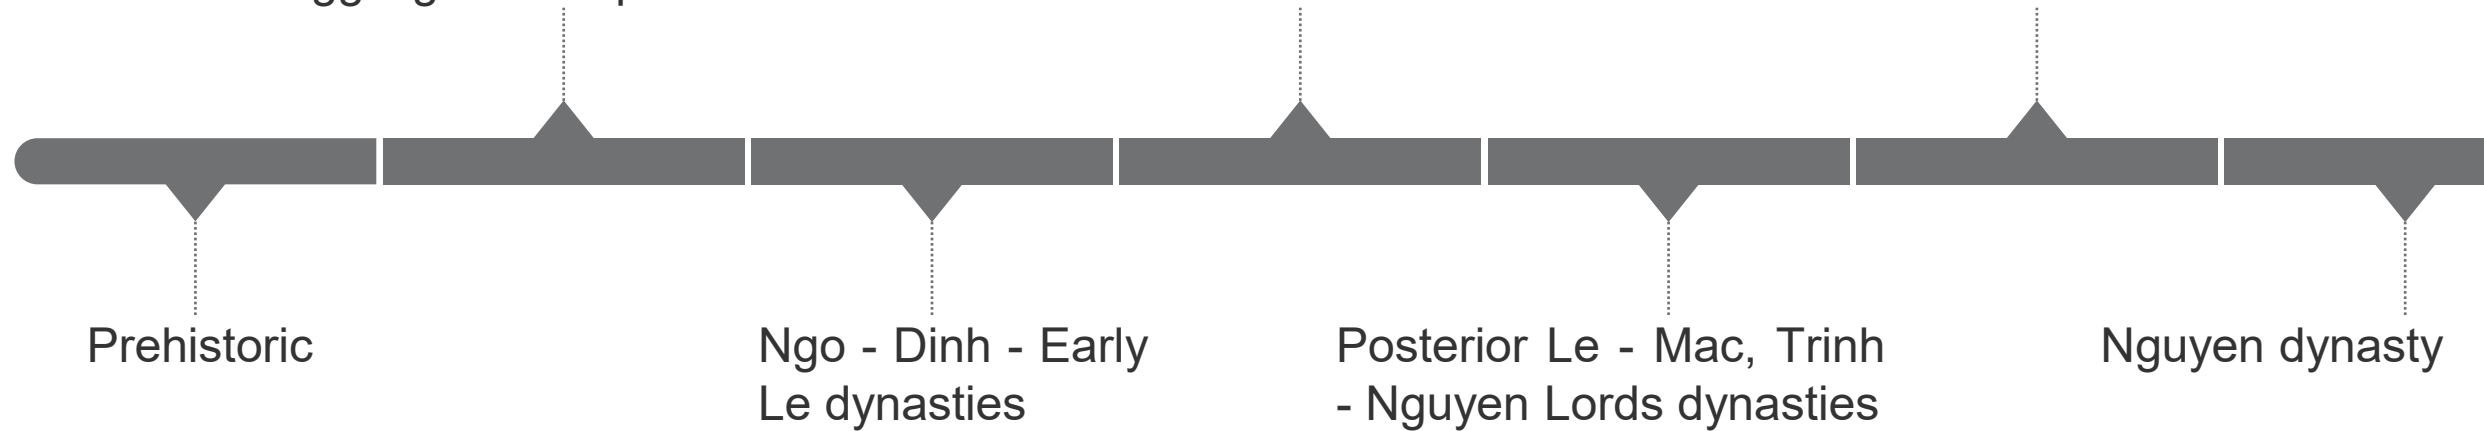 Prehistoric
Ngo - Dinh - Early
Le dynasties
Posterior Le - Mac, Trinh
- Nguyen Lords dynasties
Nguyen dynasty